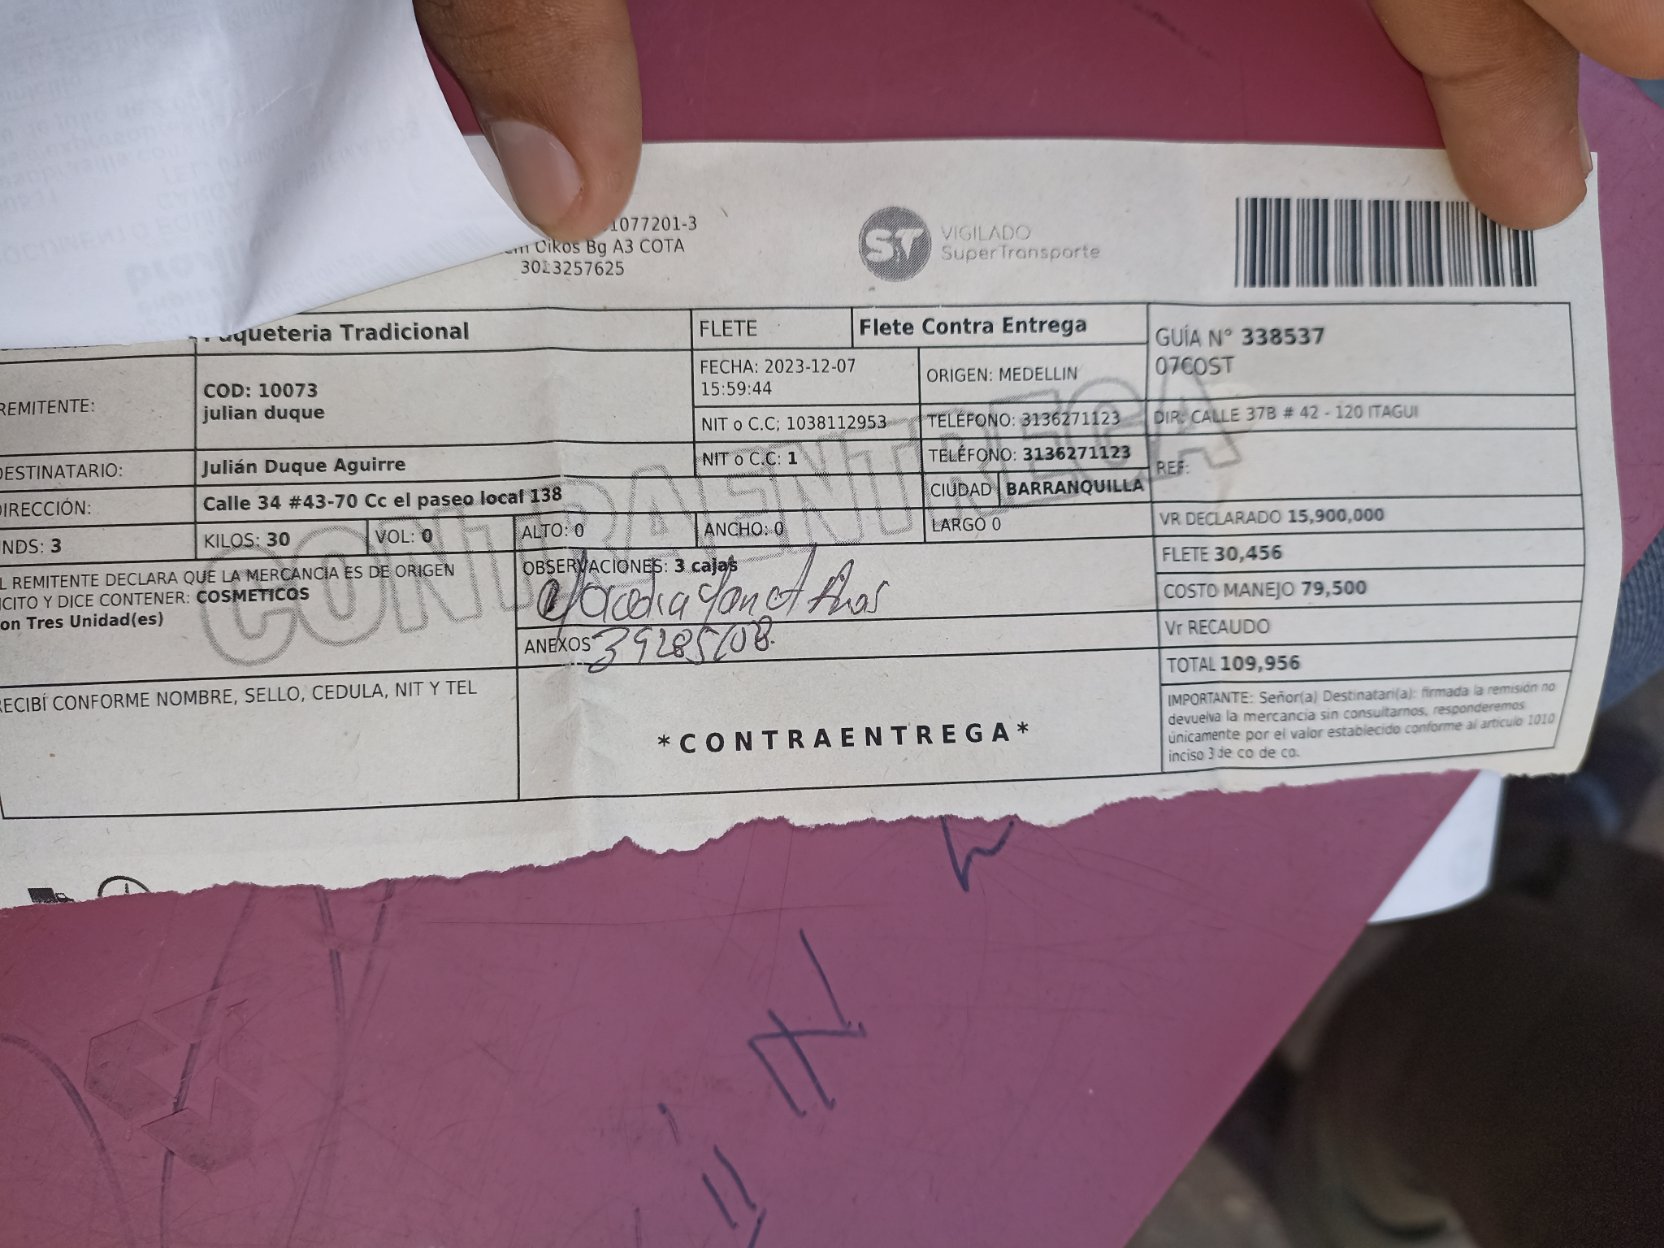 1077201-3
Oikos Bg A3 COTA
3023257625
ST VIGILADO
SuperTransporte
queteria Tradicional
FLETE
Flete Contra Entrega
GUÍA N° 338537
07COST
REMITENTE:
COD: 10073
julian duque
FECHA: 2023-12-07
15:59:44
ORIGEN: MEDELLIN
NIT o C.C; 1038112953
TELÉFONO: 3136271123
DIR: CALLE 37B # 42 - 120 ITAGUI
DESTINATARIO:
Julián Duque Aguirre
NIT o C.C: 1
TELÉFONO: 3136271123
REF:
DIRECCIÓN:
Calle 34 #43-70 Cc el paseo local 138
CIUDAD
BARRANQUILLA
UNDS: 3
KILOS: 30
VOL: 0
ALTO: 0
ANCHO: 0
LARGO 0
VR DECLARADO 15,900,000
L REMITENTE DECLARA QUE LA MERCANCIA ES DE ORIGEN
ICITO Y DICE CONTENER: COSMETICOS
on Tres Unidad(es)
OBSERVACIONES: 3 cajas
FLETE 30,456
COSTO MANEJO 79,500
ANEXOS
Vr RECAUDO
TOTAL 109,956
CONTRAENTREGA
RECIBÍ CONFORME NOMBRE, SELLO, CEDULA, NIT Y TEL
*CONTRAENTREGA*
IMPORTANTE: Señor(a) Destinatari(a): firmada la remisión no
devuelva la mercancia sin consultarnos, responderemos
únicamente por el valor establecido conforme al articulo 1010
inciso 3 de co de co.